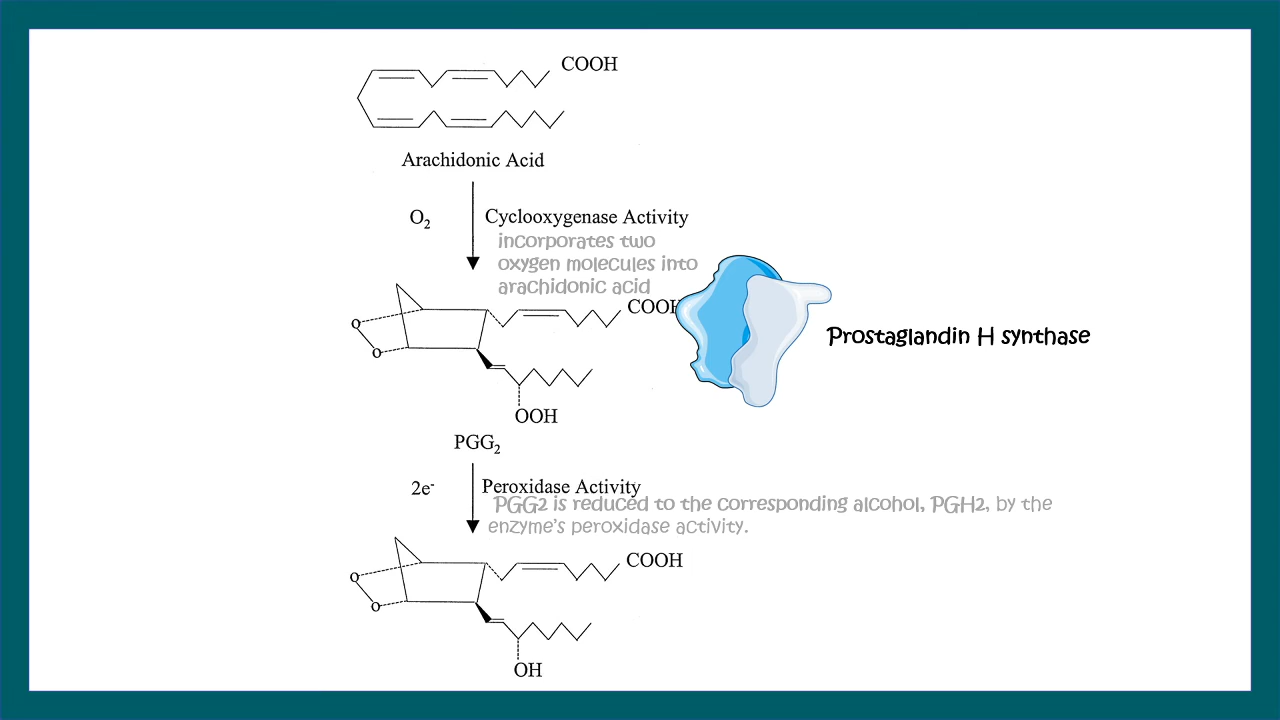 COOH
Arachidonic Acid
O₂
Cyclooxygenase Activity
incorporates two
oxygen molecules into
arachidonic acid
COOH
O
O
Prostaglandin H synthase
OOH
PGG₂
2e⁻
Peroxidase Activity
PGG2 is reduced to the corresponding alcohol, PGH2, by the
enzyme's peroxidase activity.
COOH
O
O
OH